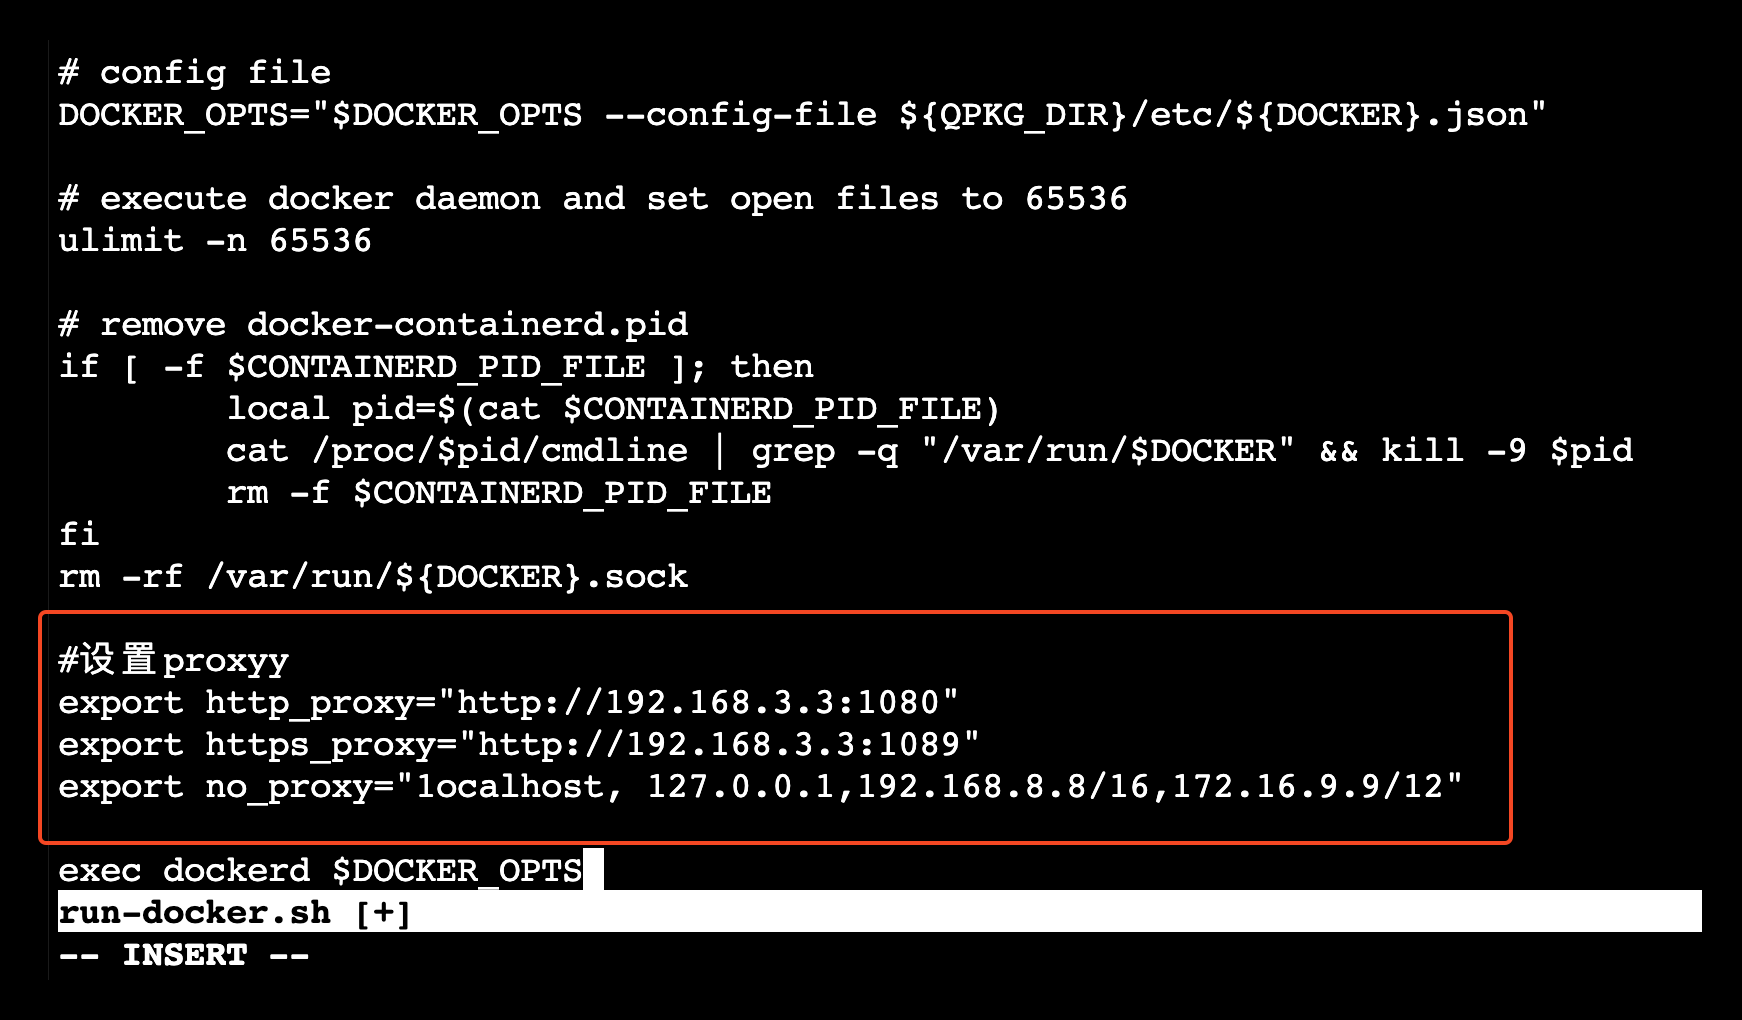 # config file
DOCKER_OPTS="$DOCKER_OPTS --config-file ${QPKG_DIR}/etc/${DOCKER}.json"
# execute docker daemon and set open files to 65536
ulimit -n 65536
# remove docker-containerd.pid
if [ -f $CONTAINERD_PID_FILE ]; then
local pid=$(cat $CONTAINERD_PID_FILE)
cat /proc/$pid/cmdline | grep -q "/var/run/$DOCKER" && kill -9 $pid
rm -f $CONTAINERD_PID_FILE
fi
rm -rf /var/run/${DOCKER}.sock
#设置proxyy
export http_proxy="http://192.168.3.3:1080"
export https_proxy="http://192.168.3.3:1089"
export no_proxy="localhost, 127.0.0.1,192.168.8.8/16,172.16.9.9/12"
exec dockerd $DOCKER_OPTS
run-docker.sh [+]
-- INSERT --